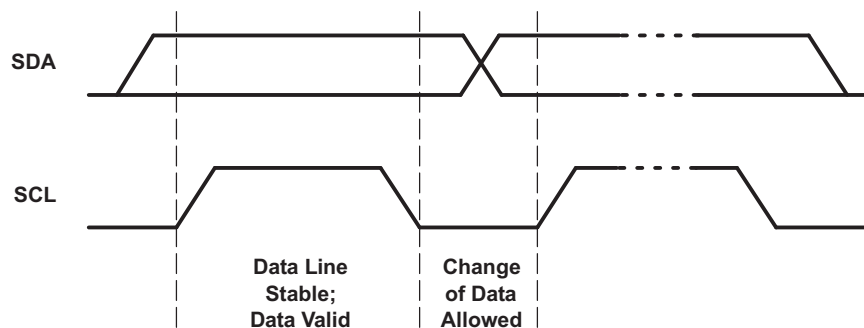 SDA
SCL
Data Line
Stable;
Data Valid
Change
of Data
Allowed